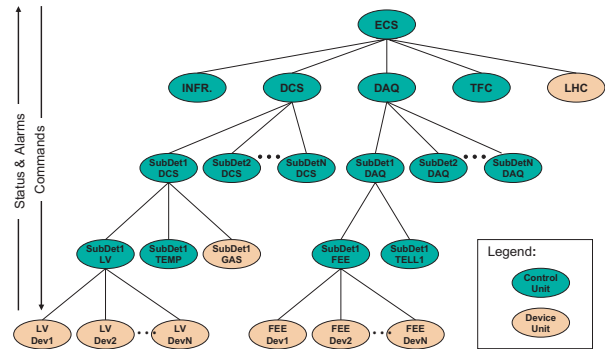 ECS
INFR.
DCS
DAQ
TFC
LHC
Status & Alarms
Commands
SubDet1
DCS
SubDet2
DCS
•••
SubDetN
DCS
SubDet1
DAQ
SubDet2
DAQ
•••
SubDetN
DAQ
SubDet1
LV
SubDet1
TEMP
SubDet1
GAS
SubDet1
FEE
SubDet1
TELL1
Legend:
Control
Unit
Device
Unit
LV
Dev1
LV
Dev2
•••
LV
DevN
FEE
Dev1
FEE
Dev2
•••
FEE
DevN